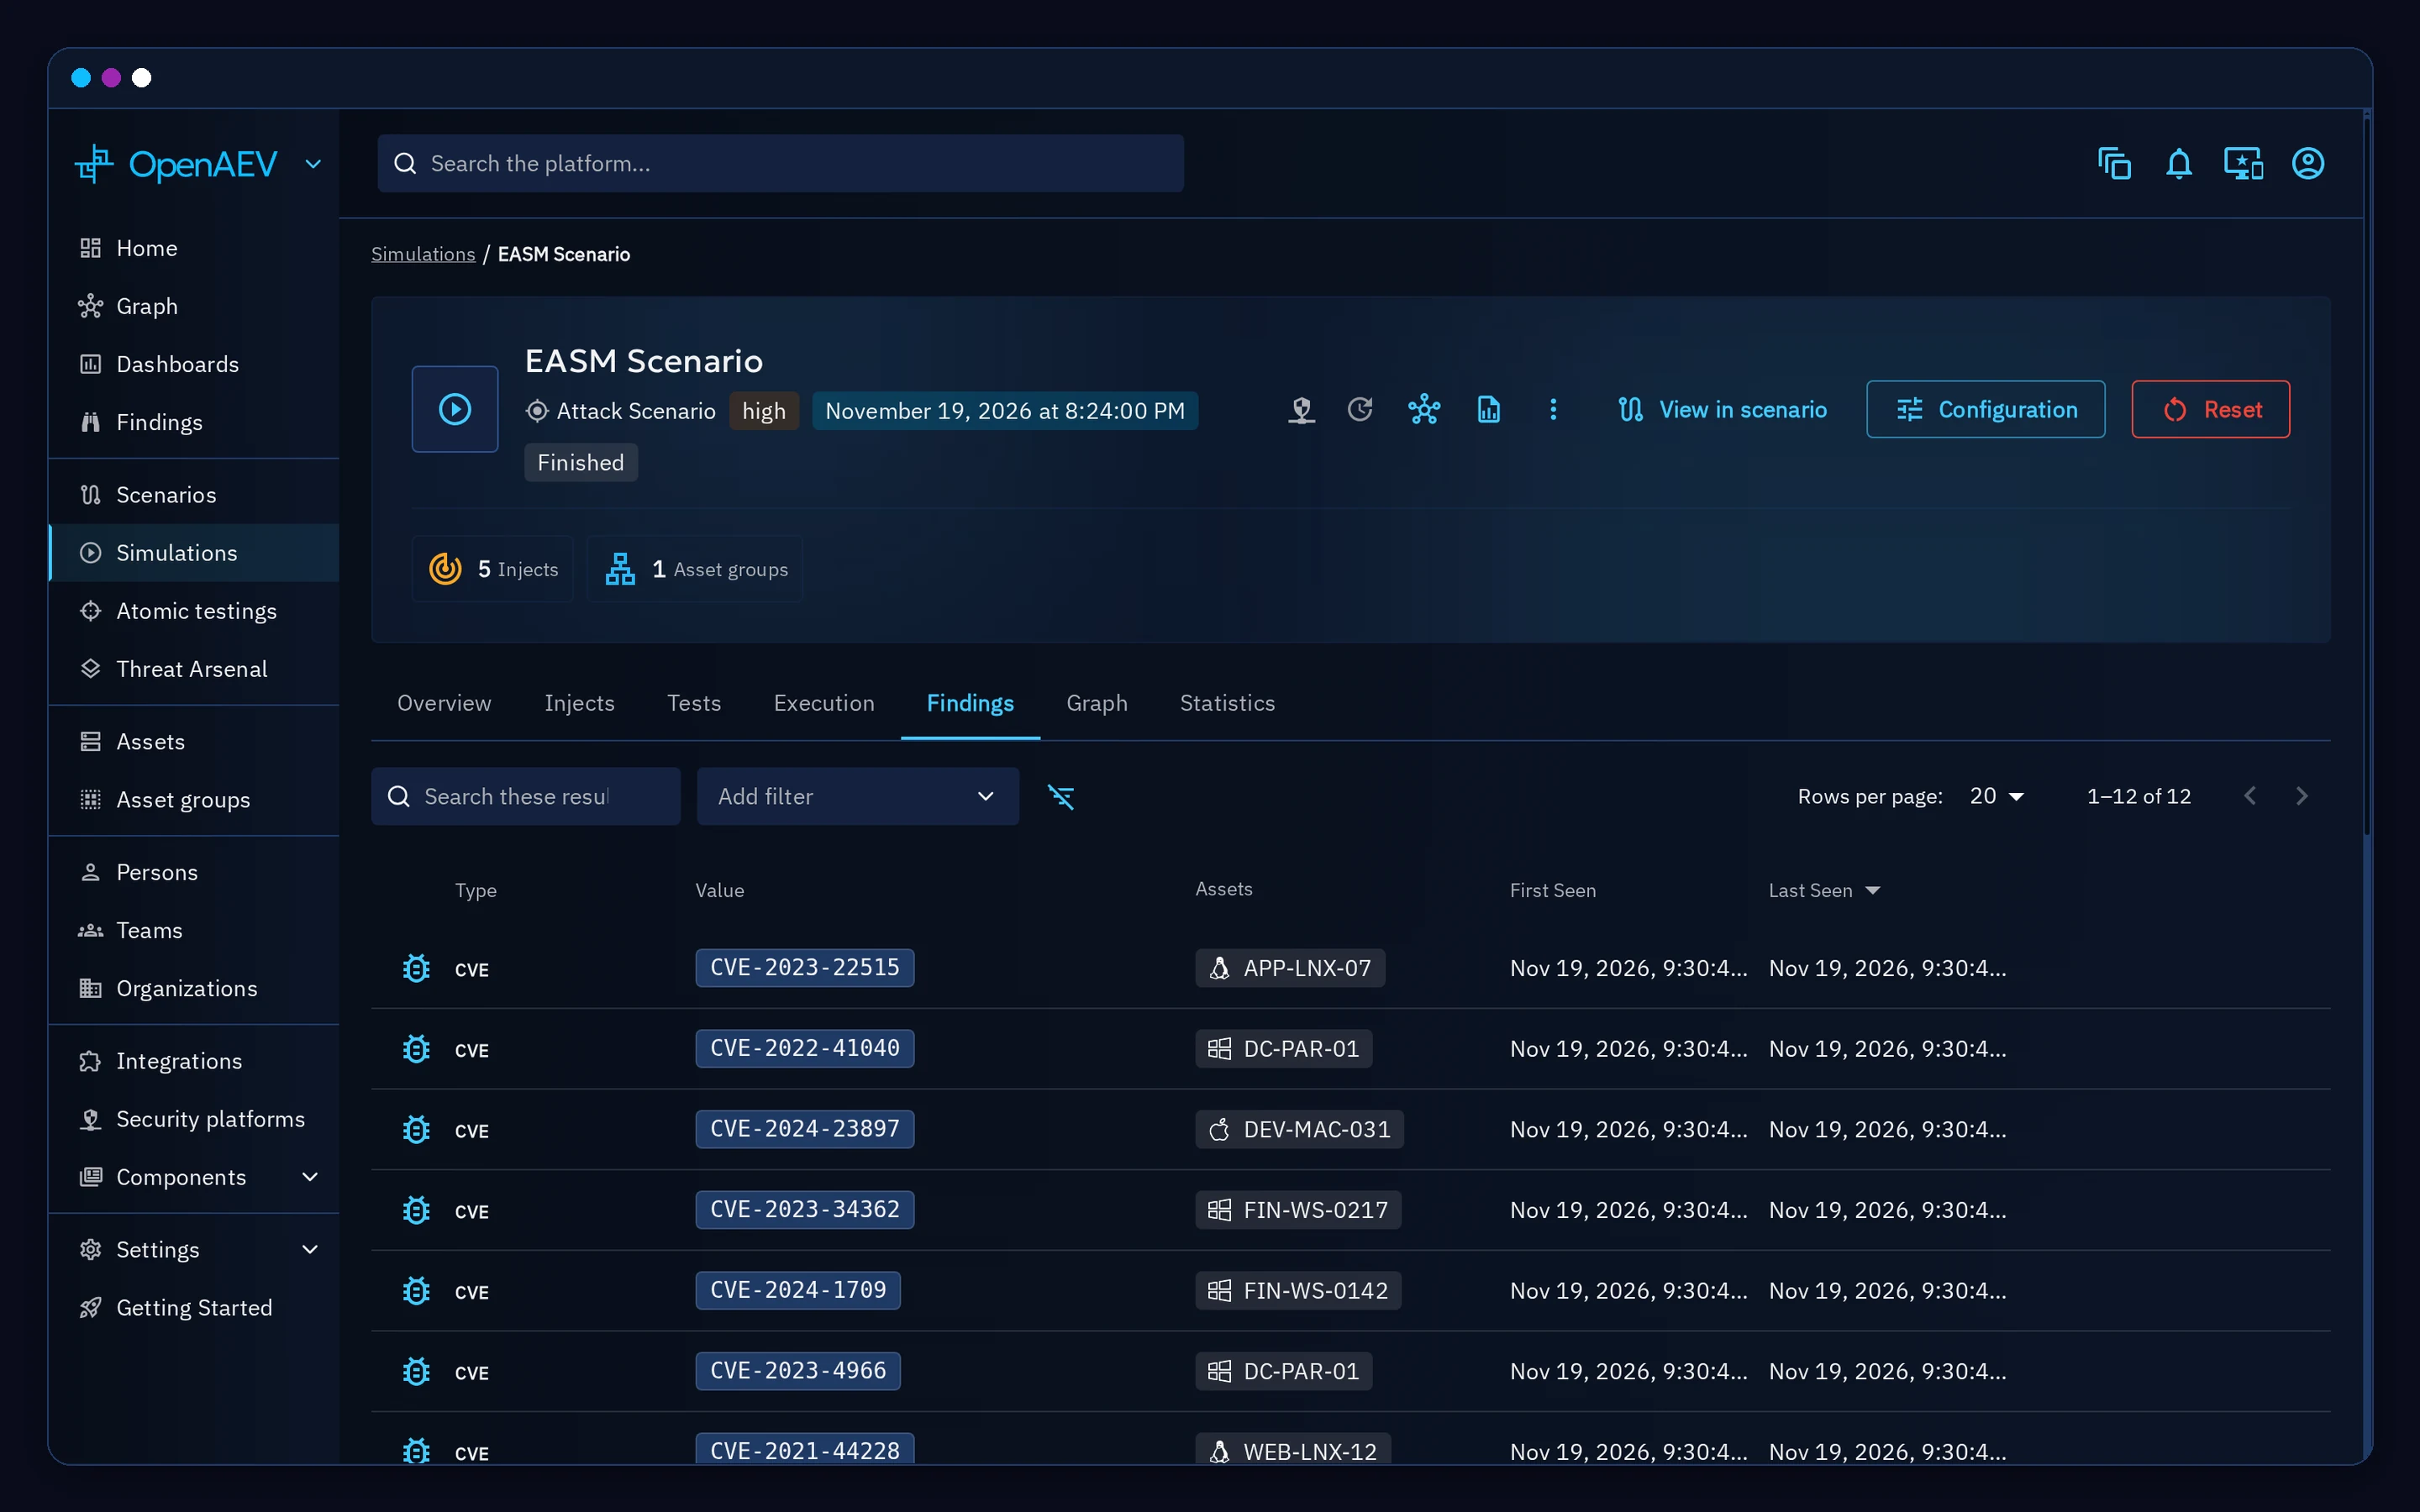 OpenAEV
Search the platform...
Home
Graph
Dashboards
Findings
Scenarios
Simulations
Atomic testings
Threat Arsenal
Assets
Asset groups
Persons
Teams
Organizations
Integrations
Security platforms
Components
Settings
Getting Started
Simulations / EASM Scenario
EASM Scenario
Attack Scenario high November 19, 2026 at 8:24:00 PM
Finished
View in scenario Configuration Reset
5 Injects 1 Asset groups
Overview Injects Tests Execution Findings Graph Statistics
Search these resul Add filter Rows per page: 20 1–12 of 12
Type Value Assets First Seen Last Seen
CVE CVE-2023-22515 APP-LNX-07 Nov 19, 2026, 9:30:4... Nov 19, 2026, 9:30:4...
CVE CVE-2022-41040 DC-PAR-01 Nov 19, 2026, 9:30:4... Nov 19, 2026, 9:30:4...
CVE CVE-2024-23897 DEV-MAC-031 Nov 19, 2026, 9:30:4... Nov 19, 2026, 9:30:4...
CVE CVE-2023-34362 FIN-WS-0217 Nov 19, 2026, 9:30:4... Nov 19, 2026, 9:30:4...
CVE CVE-2024-1709 FIN-WS-0142 Nov 19, 2026, 9:30:4... Nov 19, 2026, 9:30:4...
CVE CVE-2023-4966 DC-PAR-01 Nov 19, 2026, 9:30:4... Nov 19, 2026, 9:30:4...
CVE CVE-2021-44228 WEB-LNX-12 Nov 19, 2026, 9:30:4... Nov 19, 2026, 9:30:4...